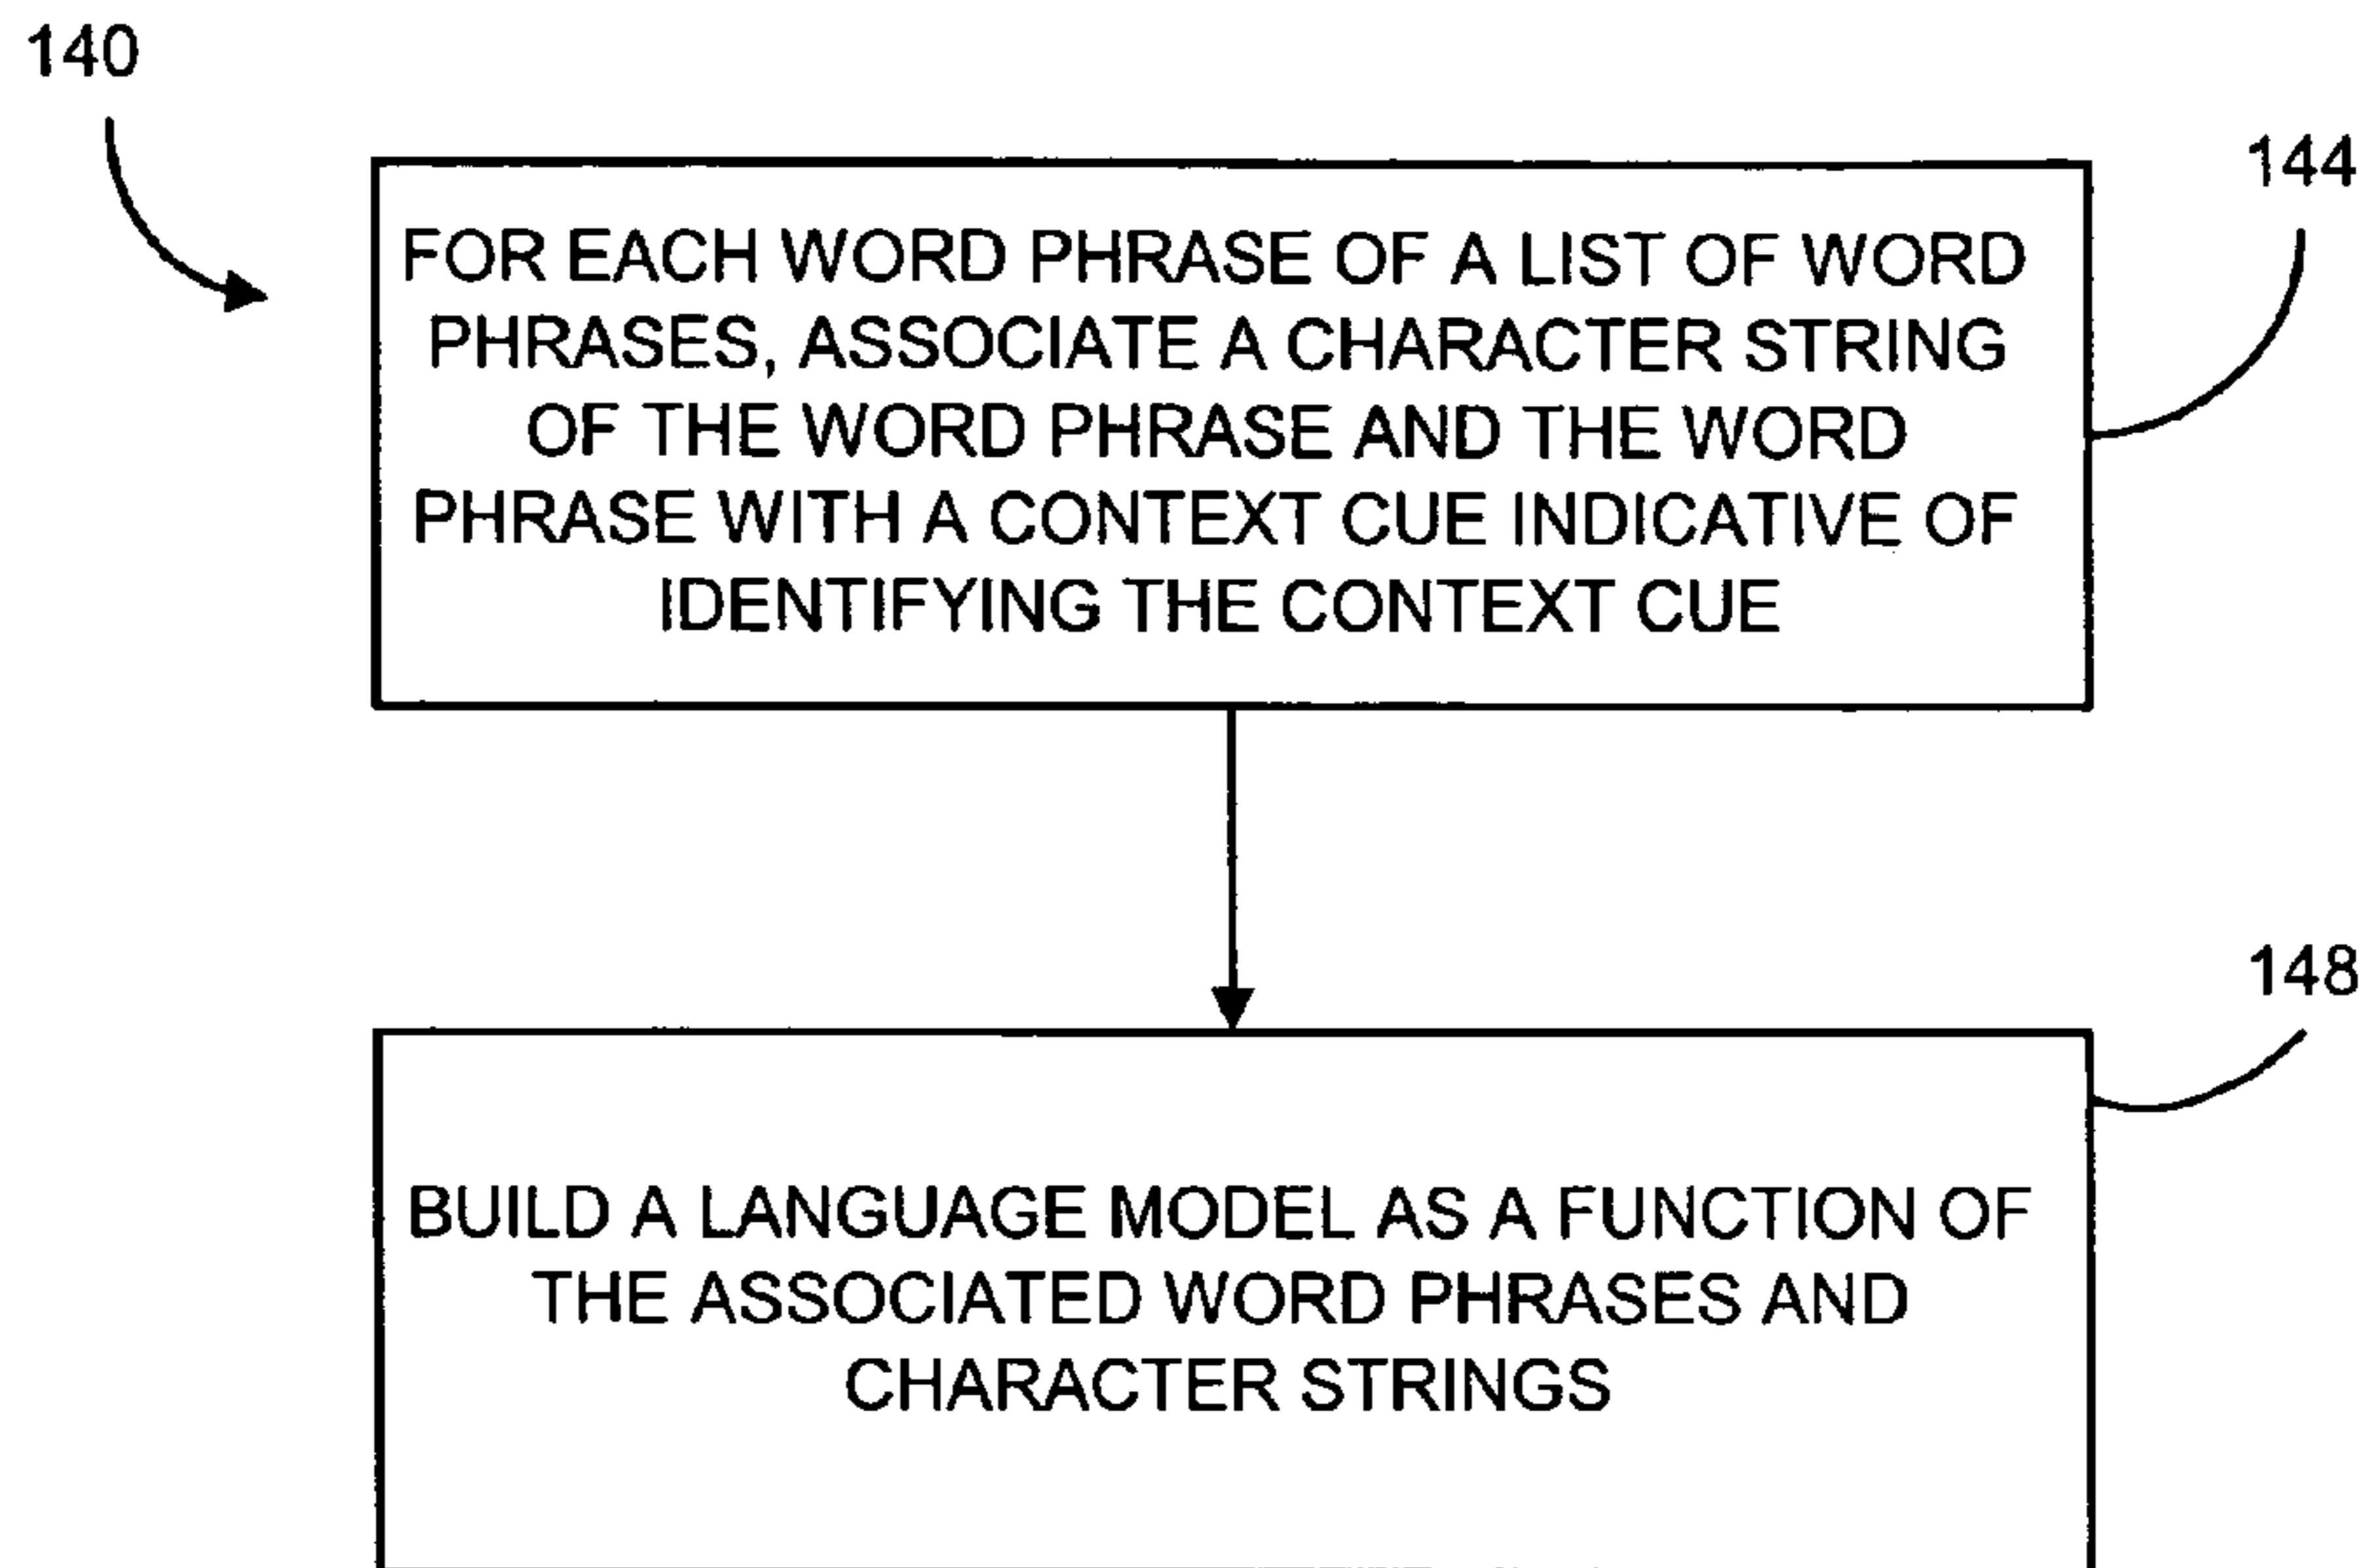 140
144
FOR EACH WORD PHRASE OF A LIST OF WORD
PHRASES, ASSOCIATE A CHARACTER STRING
OF THE WORD PHRASE AND THE WORD
PHRASE WITH A CONTEXT CUE INDICATIVE OF
IDENTIFYING THE CONTEXT CUE
148
BUILD A LANGUAGE MODEL AS A FUNCTION OF
THE ASSOCIATED WORD PHRASES AND
CHARACTER STRINGS